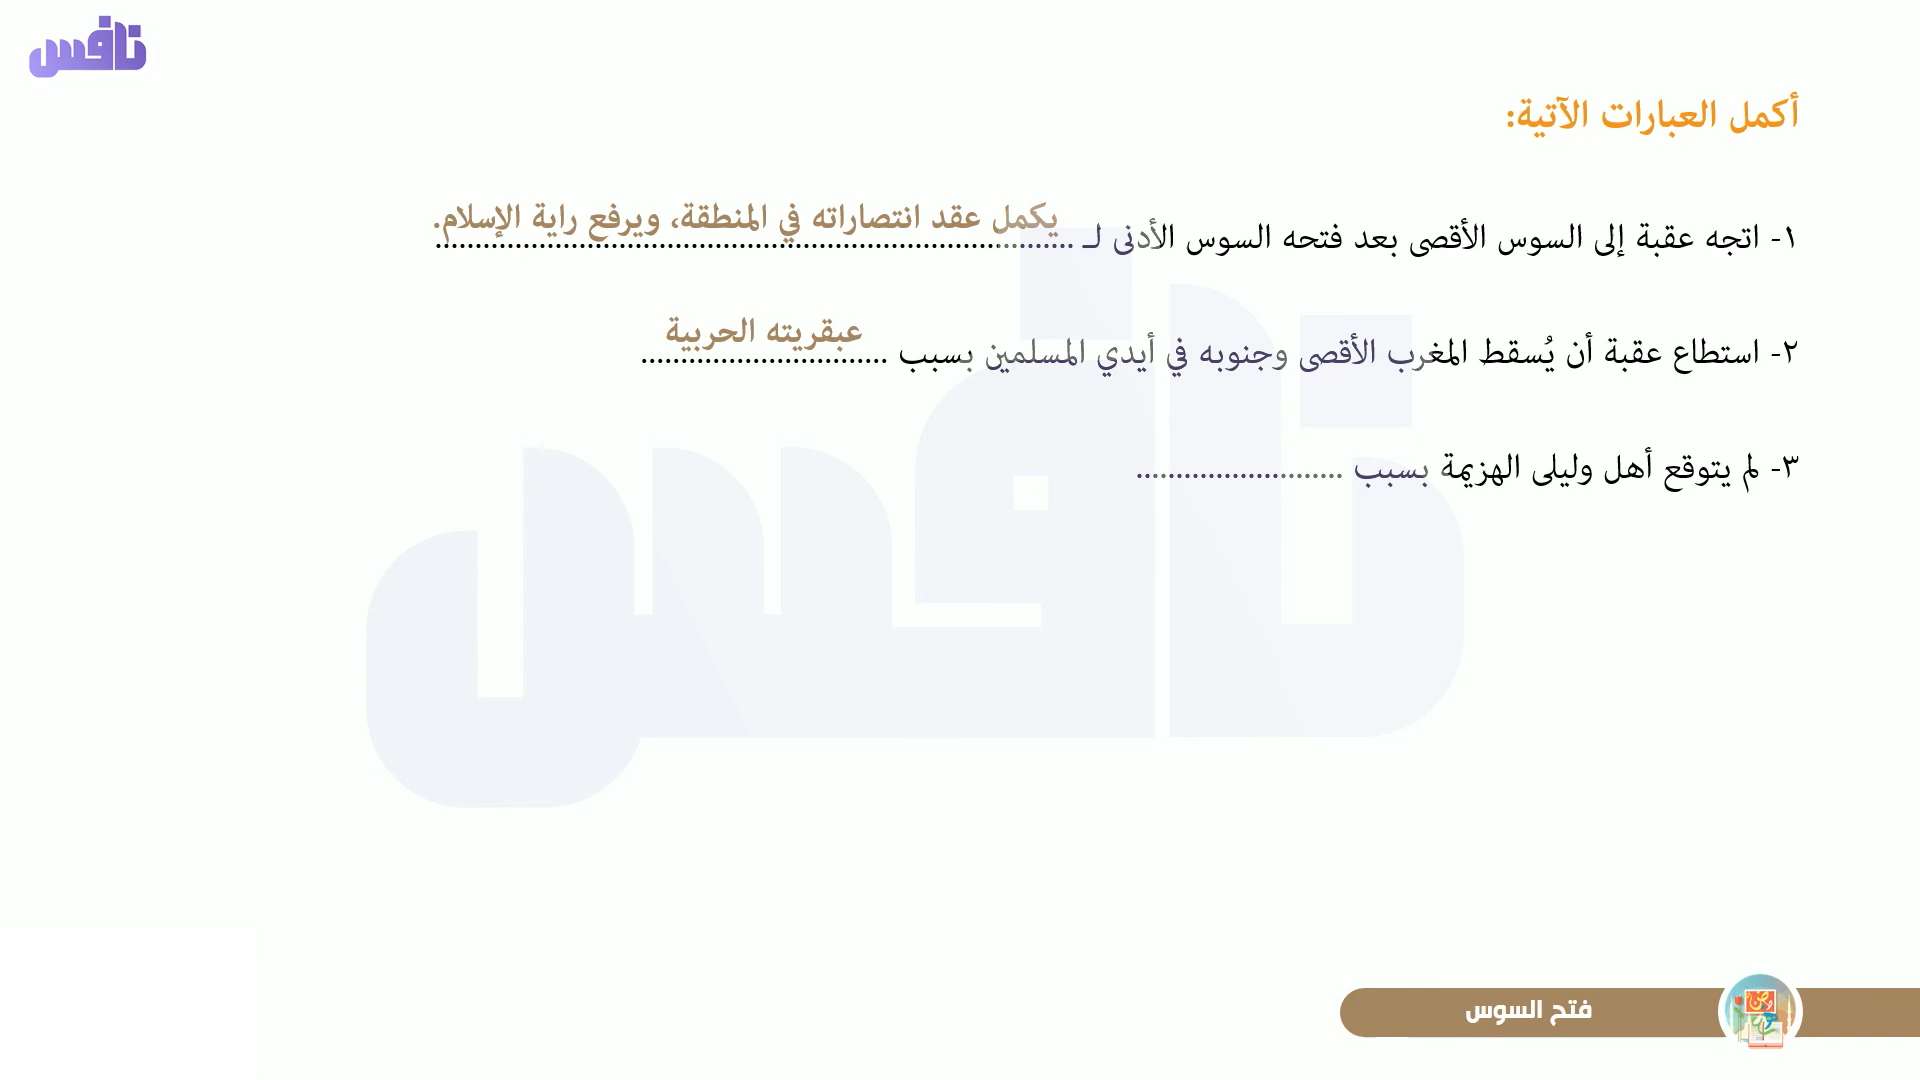 نافس
أكمل العبارات الآتية:
١- اتجه عقبة إلى السوس الأقصى بعد فتحه السوس الأدنى لـ ................ يكمل عقد انتصاراته في المنطقة، ويرفع راية الإسلام.
٢- استطاع عقبة أن يُسقط المغرب الأقصى وجنوبه في أيدي المسلمين بسبب ................ عبقريته الحربية
٣- لم يتوقع أهل وليلى الهزيمة بسبب ..........................
فتح السوس